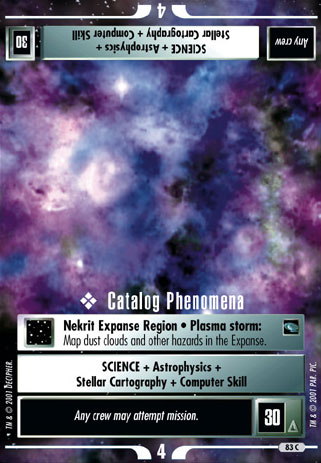 4
30
SCIENCE + Astrophysics +
Stellar Cartography + Computer Skill
Any crew
❖ Catalog Phenomena
Nekrit Expanse Region • Plasma storm:
Map dust clouds and other hazards in the Expanse.
SCIENCE + Astrophysics +
Stellar Cartography + Computer Skill
Any crew may attempt mission.
30
TM & © 2001 DECIPHER.
TM & © 2001 PAR. PIC.
4
83 C